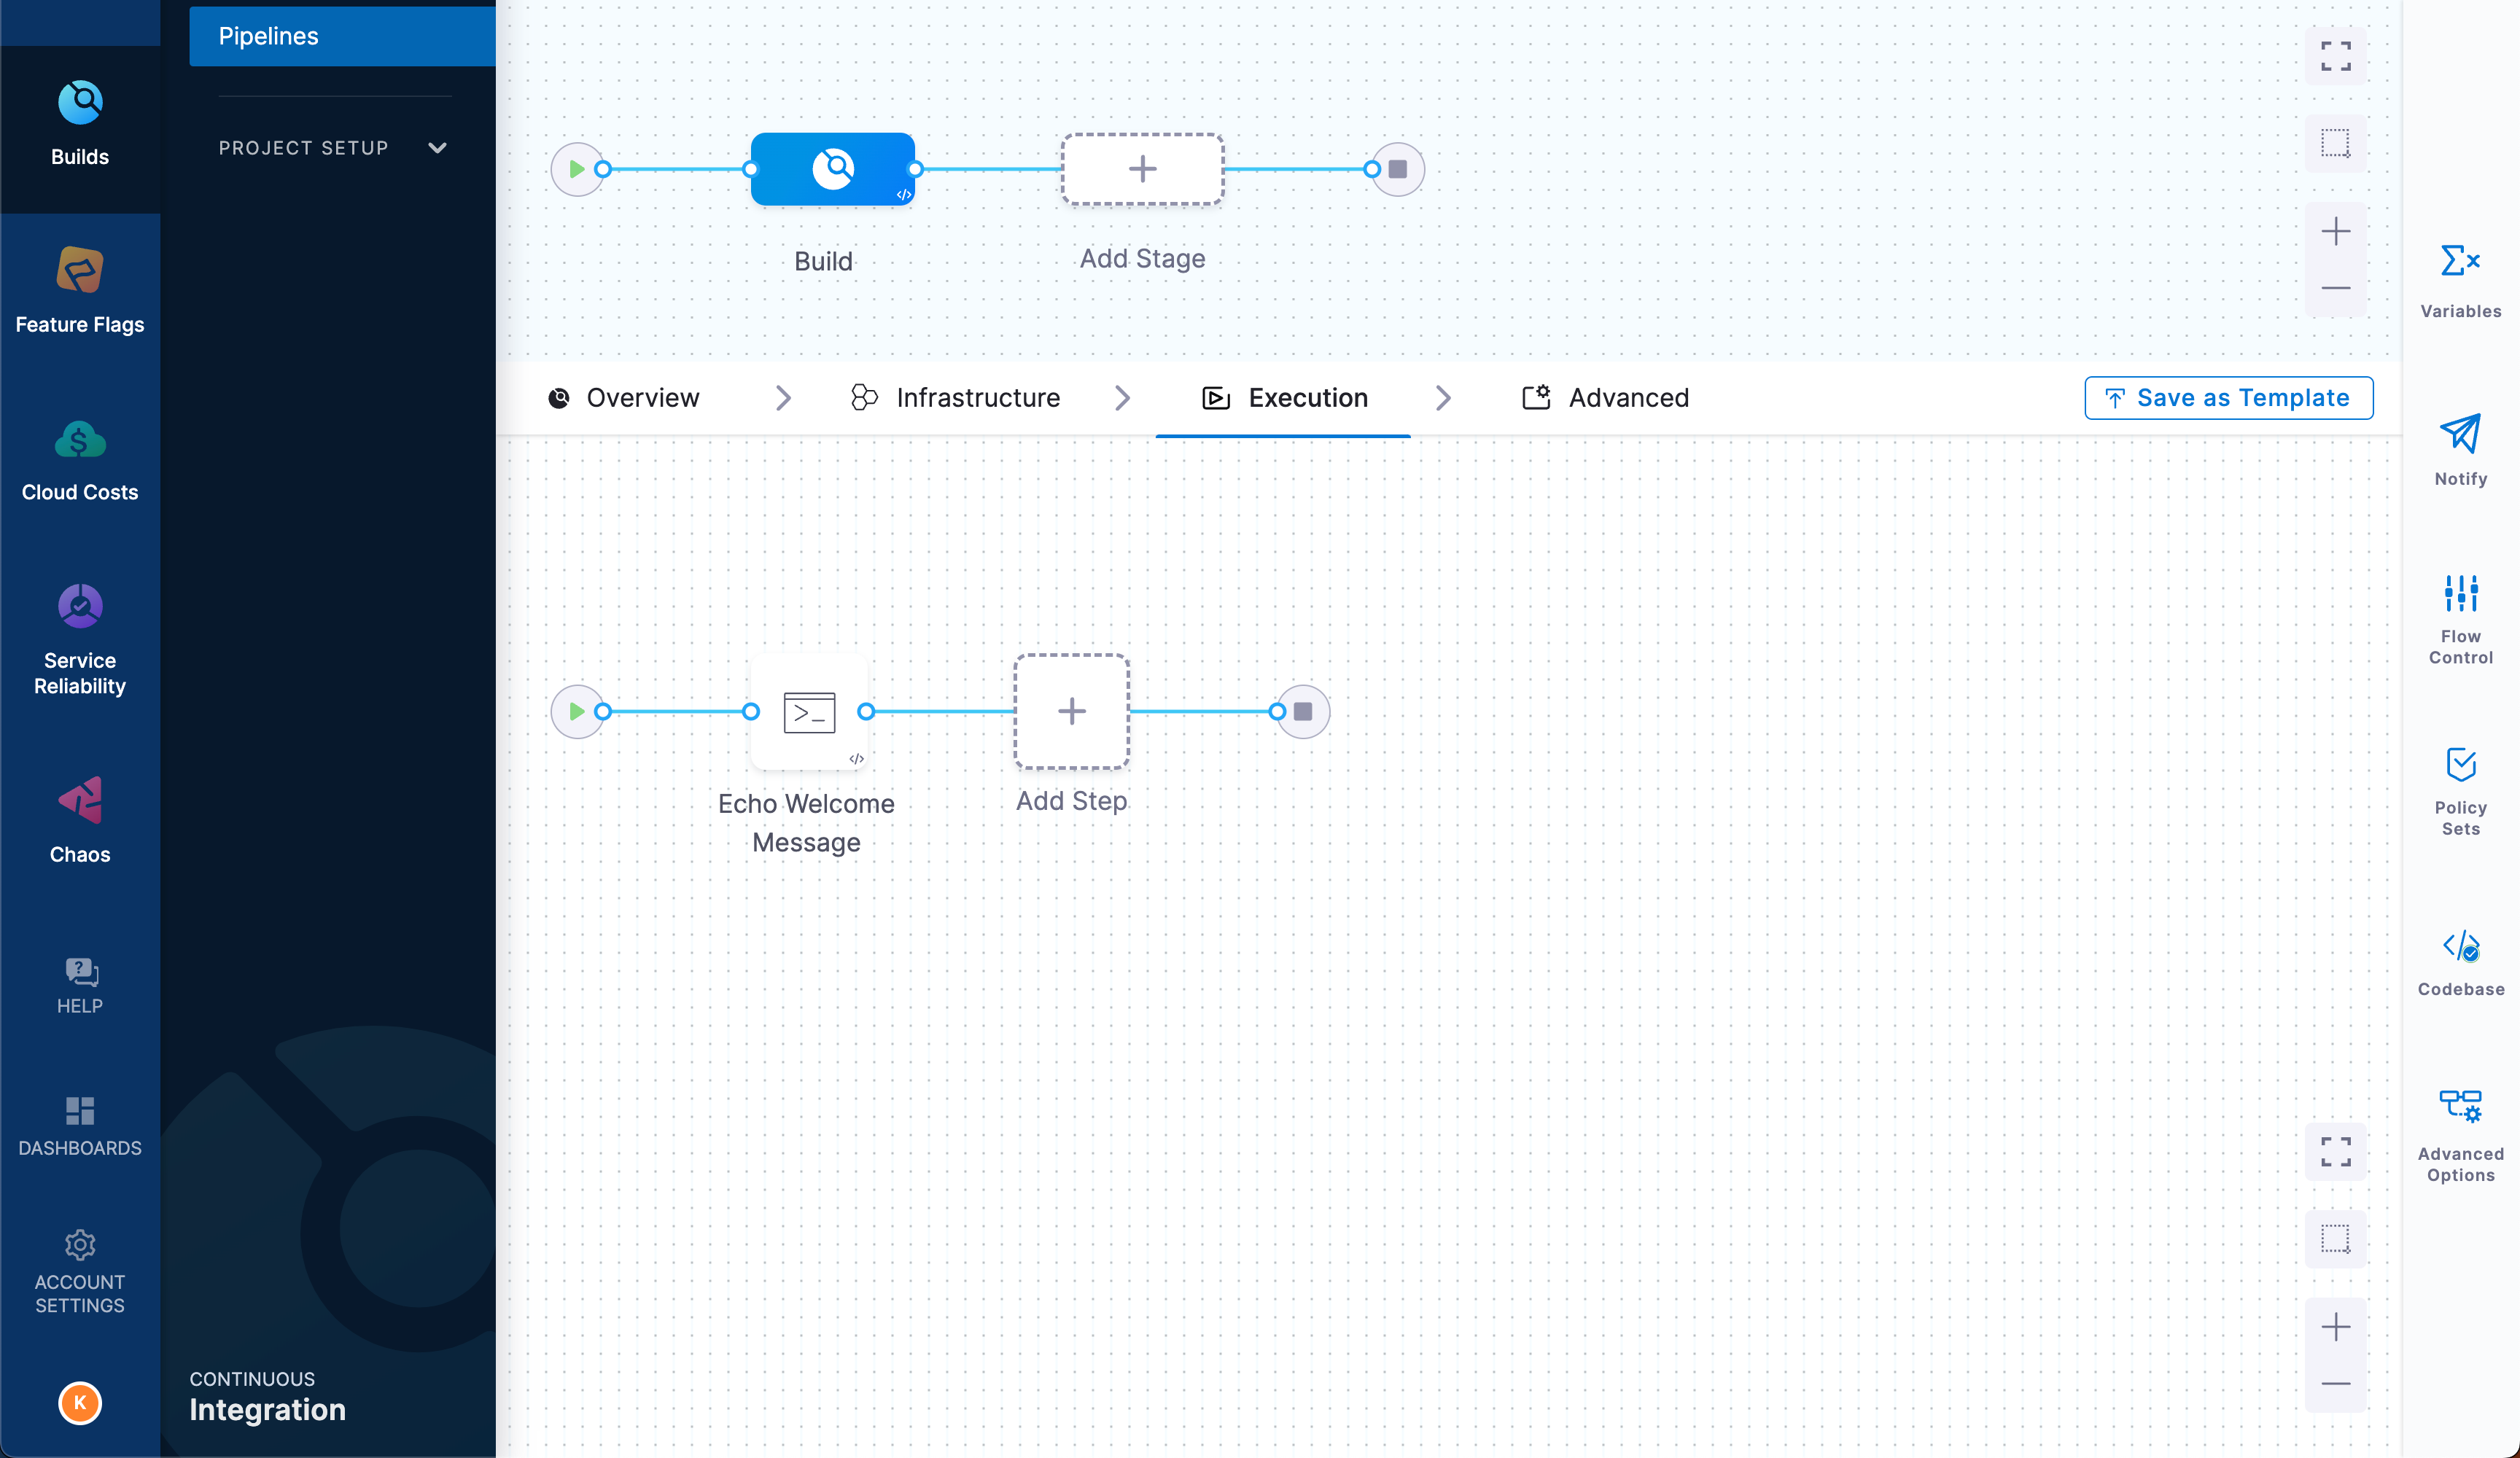 Builds
Feature Flags
Cloud Costs
Service
Reliability
Chaos
HELP
DASHBOARDS
ACCOUNT
SETTINGS
K
Pipelines
PROJECT SETUP
CONTINUOUS
Integration
</>
Build
Add Stage
Overview
Infrastructure
Execution
Advanced
Save as Template
>_
</>
Echo Welcome
Message
Add Step
Variables
Notify
Flow
Control
Policy
Sets
Codebase
Advanced
Options